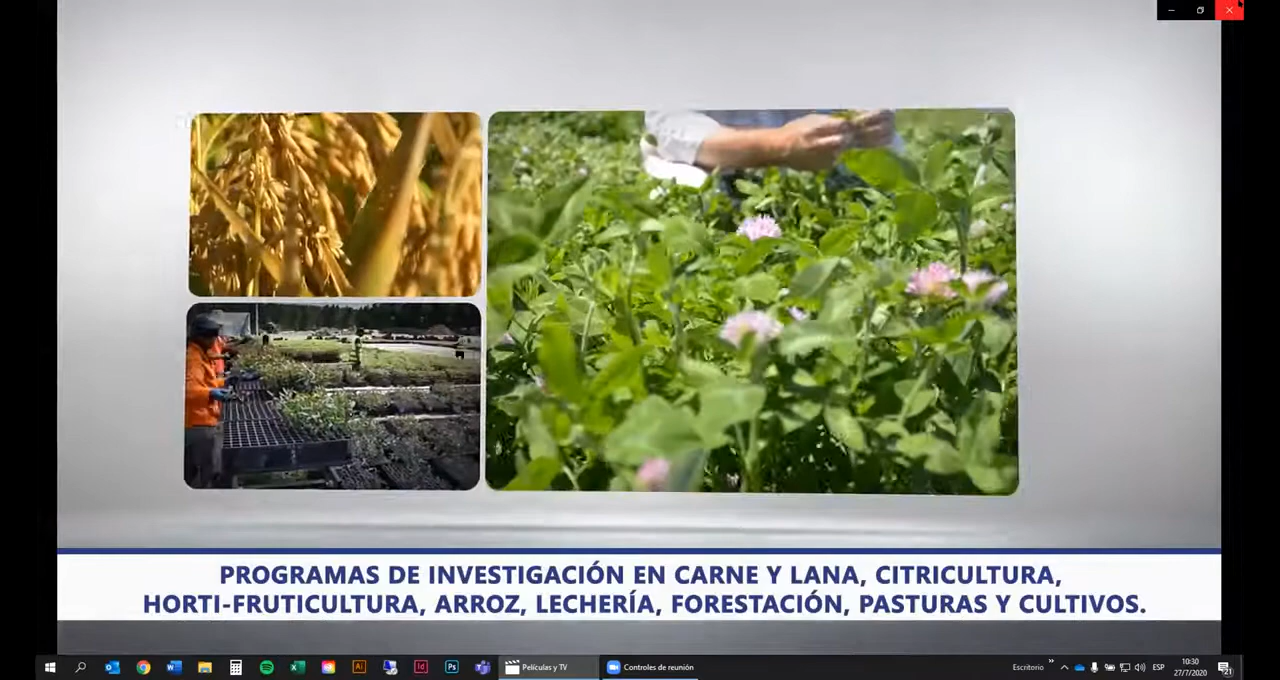 PROGRAMAS DE INVESTIGACIÓN EN CARNE Y LANA, CITRICULTURA,
HORTI-FRUTICULTURA, ARROZ, LECHERÍA, FORESTACIÓN, PASTURAS Y CULTIVOS.
Películas y TV
Controles de reunión
Escritorio
ESP
10:30
27/7/2020
21